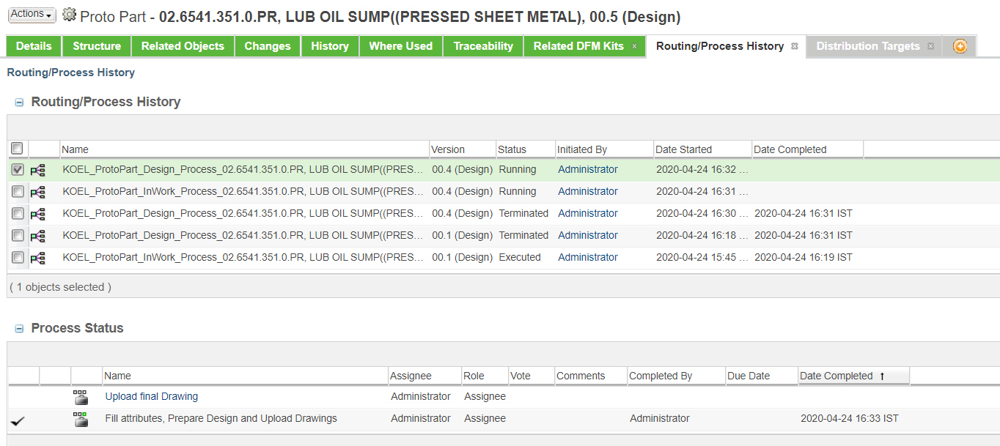 Actions Proto Part - 02.6541.351.0.PR, LUB OIL SUMP((PRESSED SHEET METAL), 00.5 (Design)
Details Structure Related Objects Changes History Where Used Traceability Related DFM Kits Routing/Process History Distribution Targets
Routing/Process History
Routing/Process History
Name Version Status Initiated By Date Started Date Completed
KOEL_ProtoPart_Design_Process_02.6541.351.0.PR, LUB OIL SUMP((PRES... 00.4 (Design) Running Administrator 2020-04-24 16:32 ...
KOEL_ProtoPart_InWork_Process_02.6541.351.0.PR, LUB OIL SUMP((PRES... 00.4 (Design) Running Administrator 2020-04-24 16:31 ...
KOEL_ProtoPart_Design_Process_02.6541.351.0.PR, LUB OIL SUMP((PRES... 00.4 (Design) Terminated Administrator 2020-04-24 16:30 ... 2020-04-24 16:31 IST
KOEL_ProtoPart_Design_Process_02.6541.351.0.PR, LUB OIL SUMP((PRES... 00.1 (Design) Terminated Administrator 2020-04-24 16:18 ... 2020-04-24 16:31 IST
KOEL_ProtoPart_InWork_Process_02.6541.351.0.PR, LUB OIL SUMP((PRES... 00.1 (Design) Executed Administrator 2020-04-24 15:45 ... 2020-04-24 16:19 IST
( 1 objects selected )
Process Status
Name Assignee Role Vote Comments Completed By Due Date Date Completed ↑
Upload final Drawing Administrator Assignee
Fill attributes, Prepare Design and Upload Drawings Administrator Assignee Administrator 2020-04-24 16:33 IST